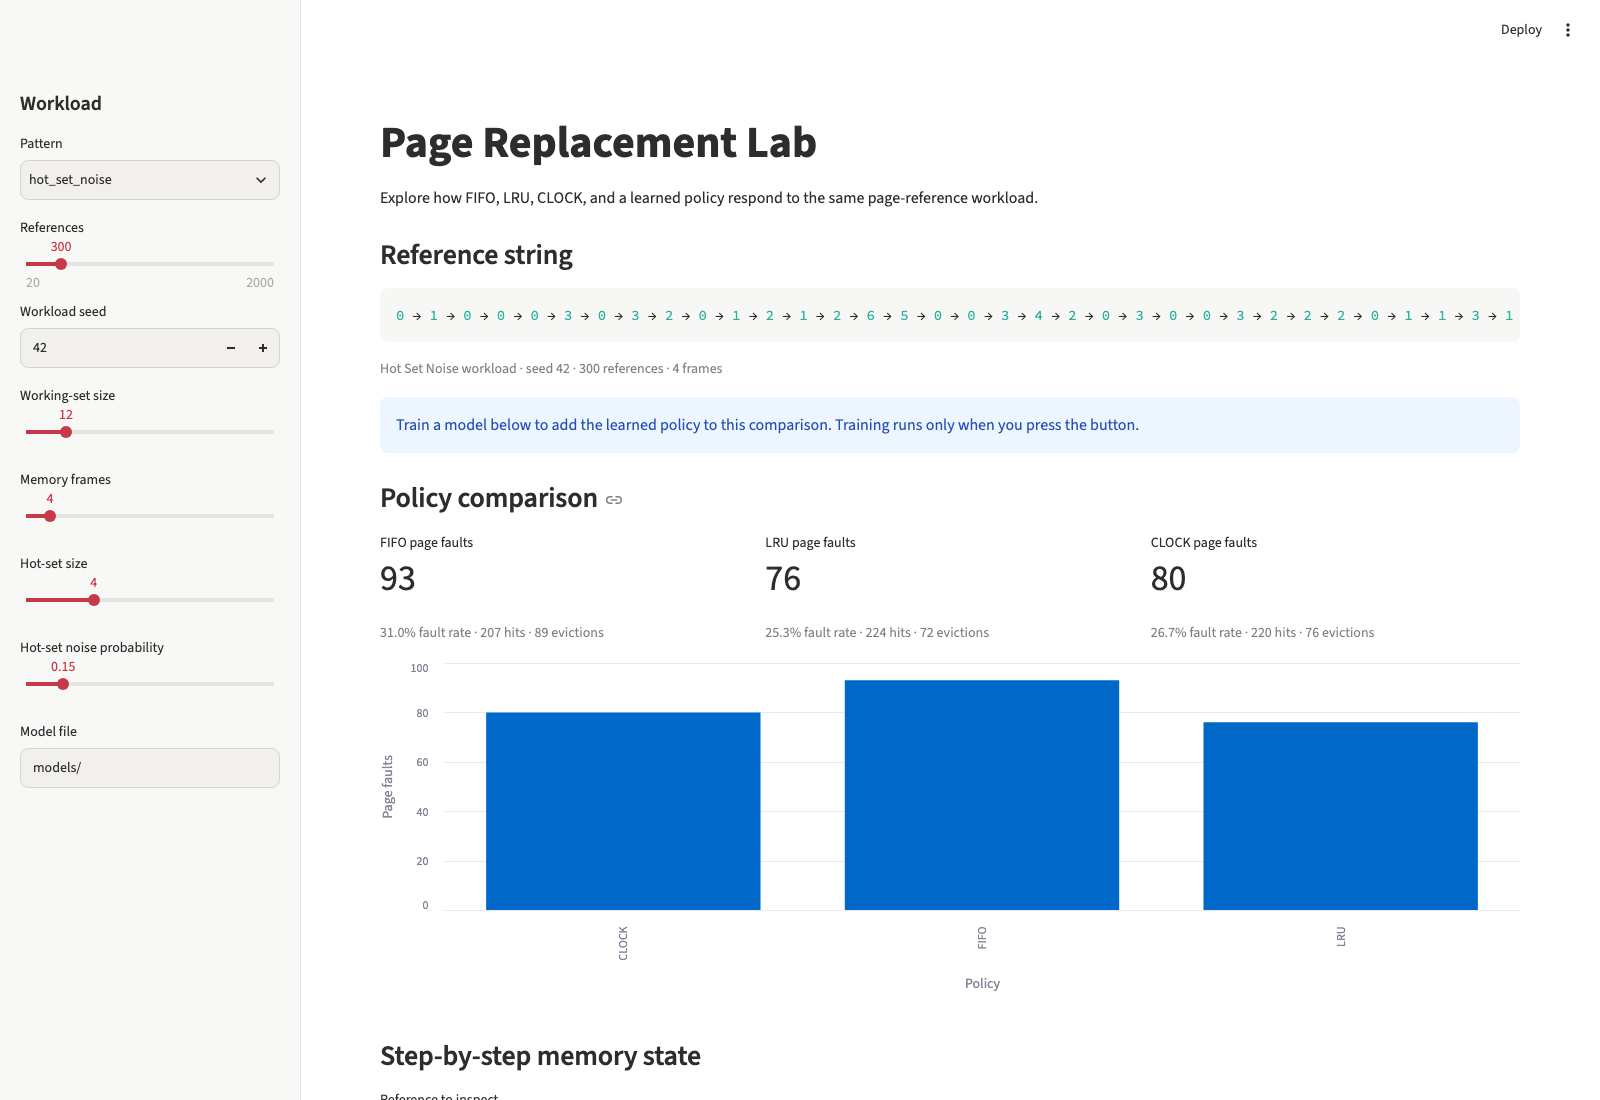 Deploy
Workload
Pattern
hot_set_noise
References
300
20 2000
Workload seed
42
Working-set size
12
Memory frames
4
Hot-set size
4
Hot-set noise probability
0.15
Model file
models/
Page Replacement Lab
Explore how FIFO, LRU, CLOCK, and a learned policy respond to the same page-reference workload.
Reference string
0 → 1 → 0 → 0 → 0 → 3 → 0 → 3 → 2 → 0 → 1 → 2 → 1 → 2 → 6 → 5 → 0 → 0 → 3 → 4 → 2 → 0 → 3 → 0 → 0 → 3 → 2 → 2 → 2 → 0 → 1 → 1 → 3 → 1
Hot Set Noise workload · seed 42 · 300 references · 4 frames
Train a model below to add the learned policy to this comparison. Training runs only when you press the button.
Policy comparison
FIFO page faults
93
31.0% fault rate · 207 hits · 89 evictions
LRU page faults
76
25.3% fault rate · 224 hits · 72 evictions
CLOCK page faults
80
26.7% fault rate · 220 hits · 76 evictions
Page faults
100
80
60
40
20
0
CLOCK
FIFO
LRU
Policy
Step-by-step memory state
Reference to inspect